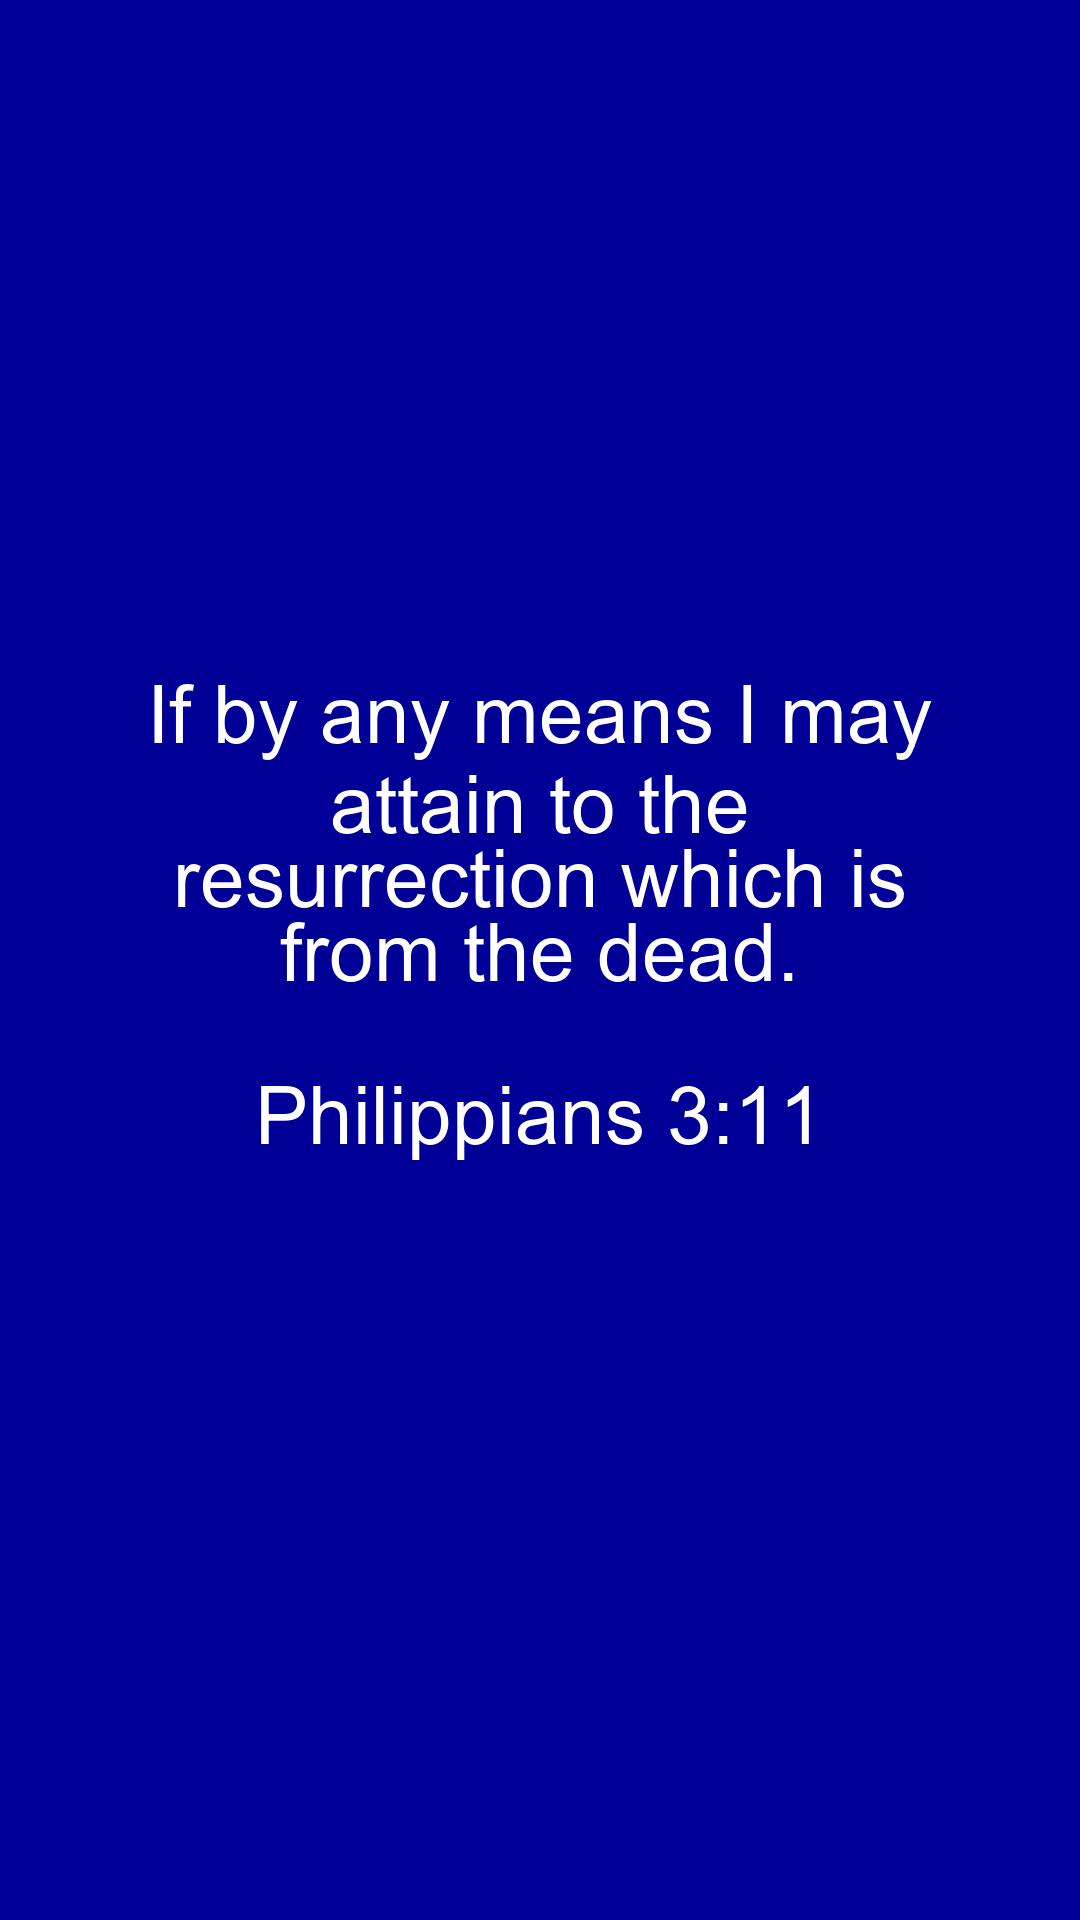 If by any means I may
attain to the
resurrection which is
from the dead.
Philippians 3:11